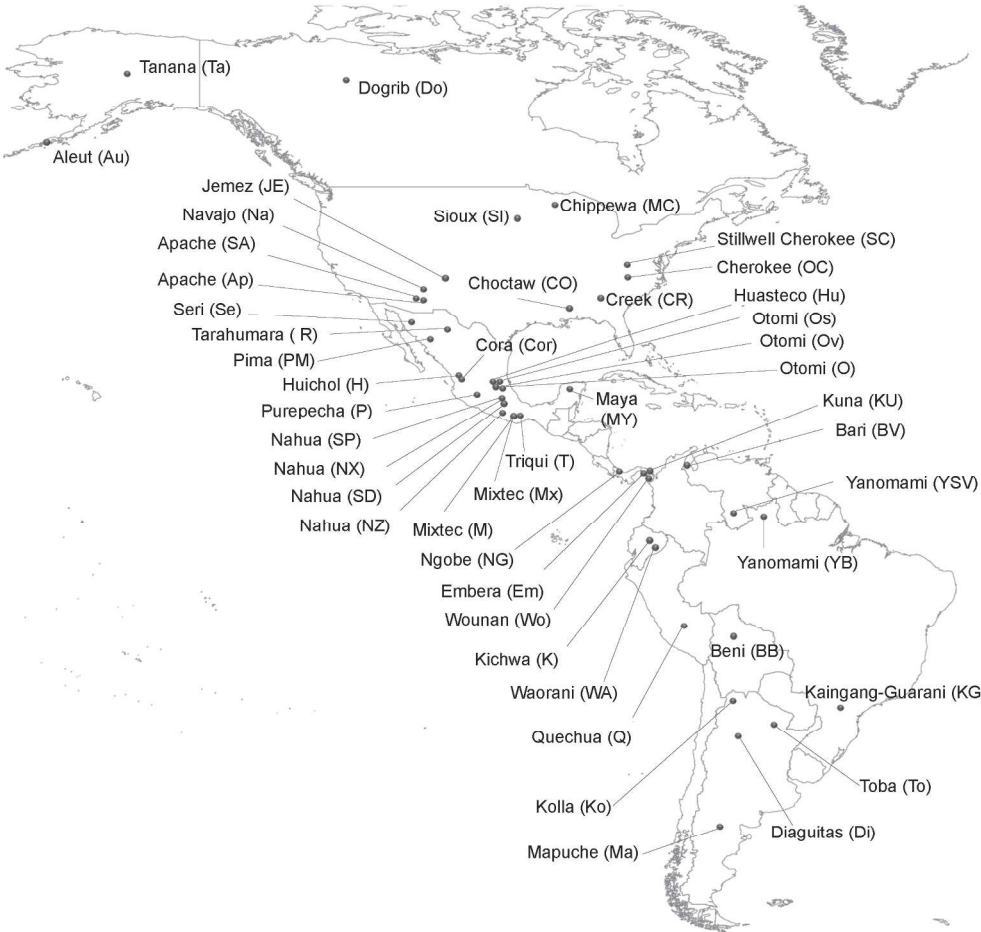 Tanana (Ta)
Dogrib (Do)
Aleut (Au)
Jemez (JE)
Navajo (Na)
Sioux (SI)
Chippewa (MC)
Apache (SA)
Stillwell Cherokee (SC)
Apache (Ap)
Choctaw (CO)
Cherokee (OC)
Seri (Se)
Creek (CR)
Huasteco (Hu)
Tarahumara ( R)
Otomi (Os)
Pima (PM)
Cora (Cor)
Otomi (Ov)
Huichol (H)
Otomi (O)
Purepecha (P)
Maya
(MY)
Kuna (KU)
Nahua (SP)
Bari (BV)
Nahua (NX)
Triqui (T)
Nahua (SD)
Mixtec (Mx)
Yanomami (YSV)
Nahua (NZ)
Mixtec (M)
Ngobe (NG)
Yanomami (YB)
Embera (Em)
Wounan (Wo)
Kichwa (K)
Beni (BB)
Waorani (WA)
Kaingang-Guarani (KG
Quechua (Q)
Toba (To)
Kolla (Ko)
Diaguitas (Di)
Mapuche (Ma)